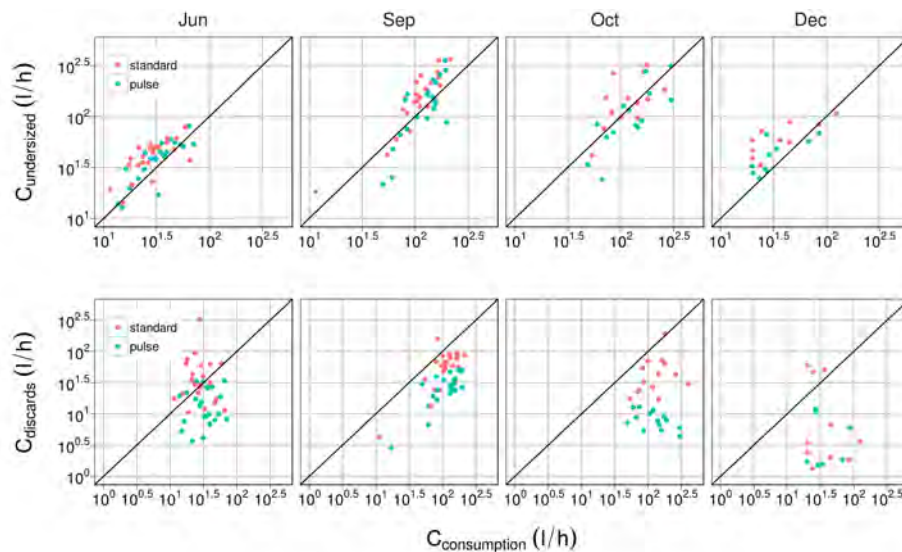 Jun Sep Oct Dec
C_undersized (l/h)
10^2.5
10^2
10^1.5
10^1
standard
pulse
10^1 10^1.5 10^2 10^2.5 10^1 10^1.5 10^2 10^2.5 10^1 10^1.5 10^2 10^2.5 10^1 10^1.5 10^2 10^2.5
C_discards (l/h)
10^2.5
10^2
10^1.5
10^1
10^0.5
10^0
standard
pulse
10^0 10^0.5 10^1 10^1.5 10^2 10^2.5 10^0 10^0.5 10^1 10^1.5 10^2 10^2.5 10^0 10^0.5 10^1 10^1.5 10^2 10^2.5 10^0 10^0.5 10^1 10^1.5 10^2 10^2.5
C_consumption (l/h)